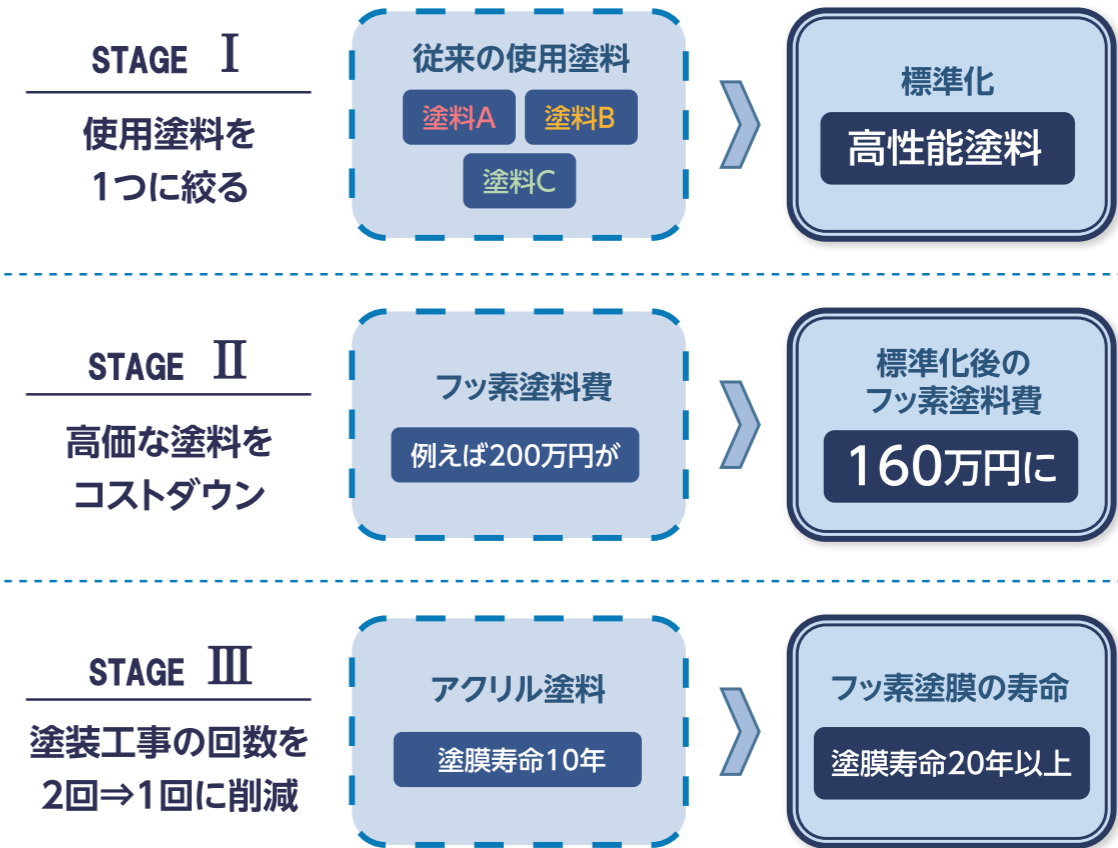 STAGE Ⅰ
使用塗料を
1つに絞る
従来の使用塗料
塗料A
塗料B
塗料C
標準化
高性能塗料
STAGE Ⅱ
高価な塗料を
コストダウン
フッ素塗料費
例えば200万円が
標準化後の
フッ素塗料費
160万円に
STAGE Ⅲ
塗装工事の回数を
2回⇒1回に削減
アクリル塗料
塗膜寿命10年
フッ素塗膜の寿命
塗膜寿命20年以上